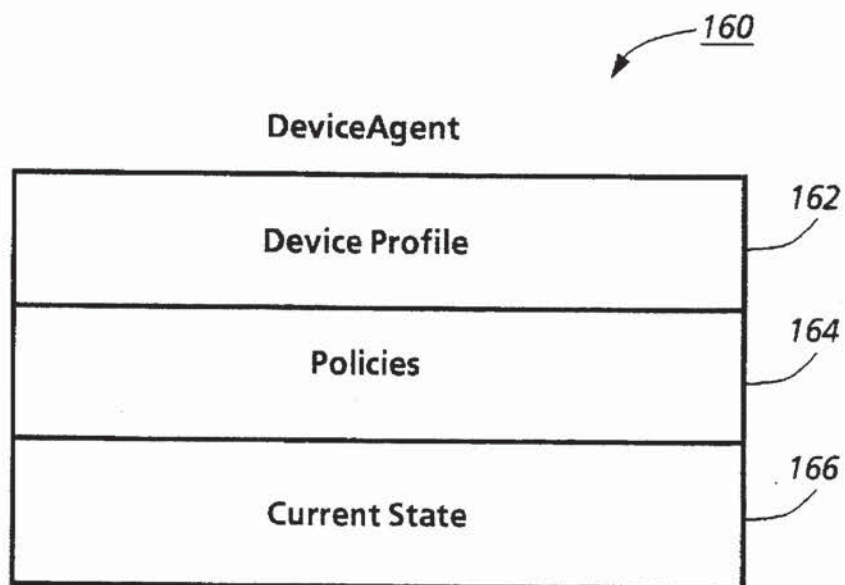 160
DeviceAgent
162
Device Profile
164
Policies
166
Current State